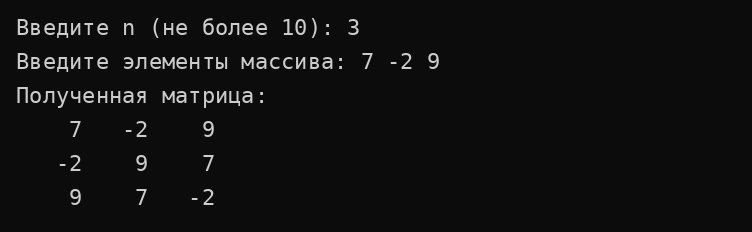 Введите n (не более 10): 3
Введите элементы массива: 7 -2 9
Полученная матрица:
    7   -2    9
   -2    9    7
    9    7   -2